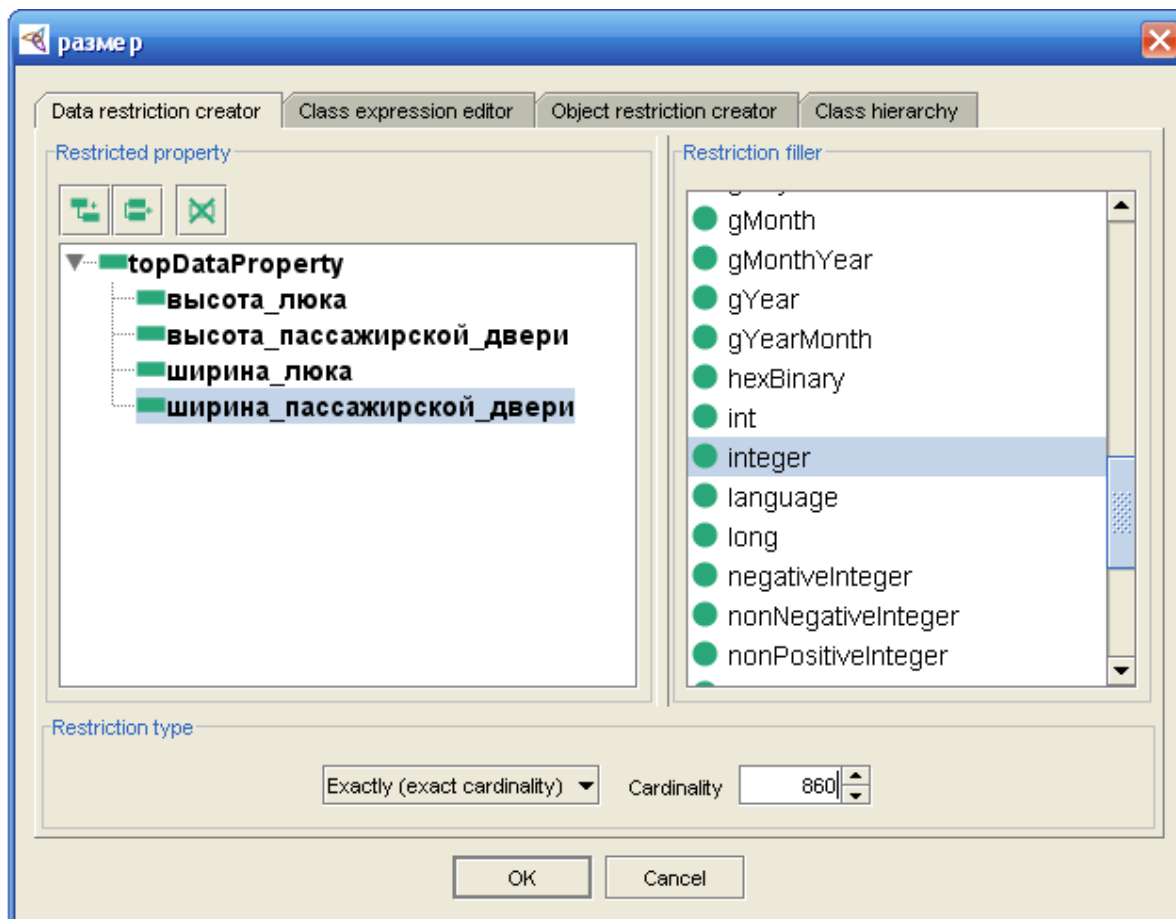 размер
Data restriction creator
Class expression editor
Object restriction creator
Class hierarchy
Restricted property
topDataProperty
высота_люка
высота_пассажирской_двери
ширина_люка
ширина_пассажирской_двери
Restriction filler
gMonth
gMonthYear
gYear
gYearMonth
hexBinary
int
integer
language
long
negativeInteger
nonNegativeInteger
nonPositiveInteger
Restriction type
Exactly (exact cardinality)
Cardinality
860
OK
Cancel